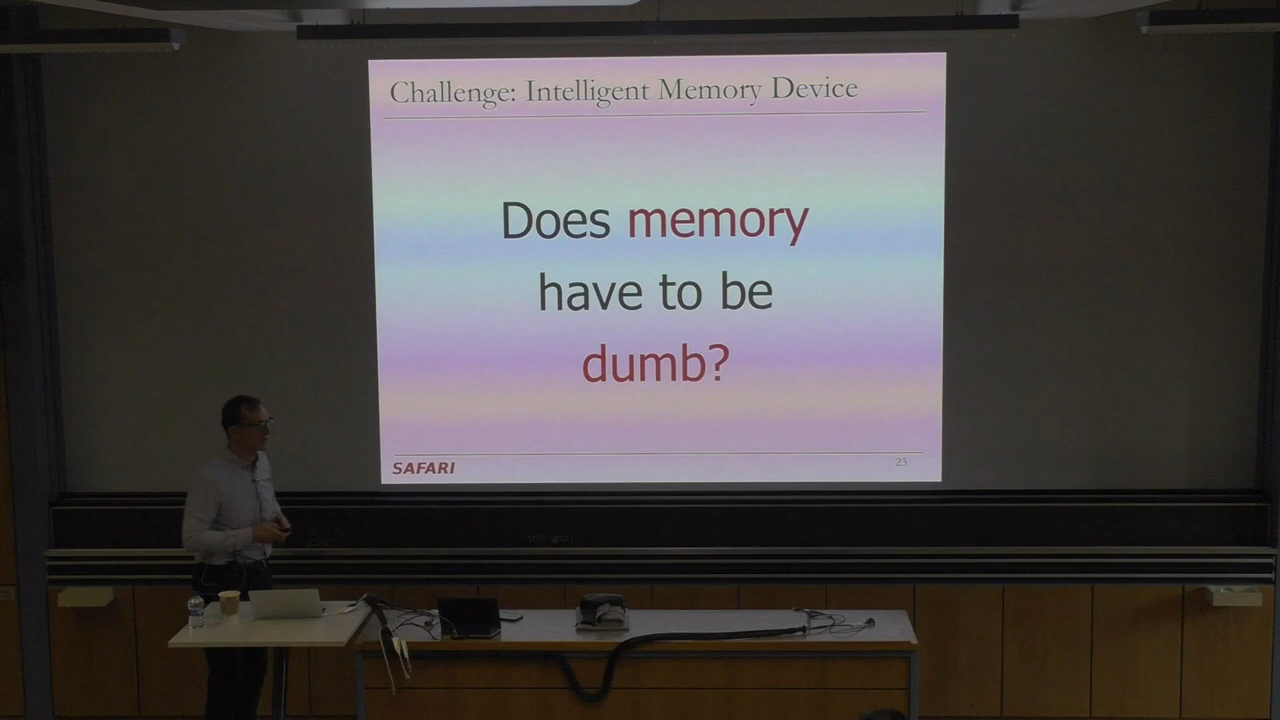 Challenge: Intelligent Memory Device
Does memory
have to be
dumb?
SAFARI
23